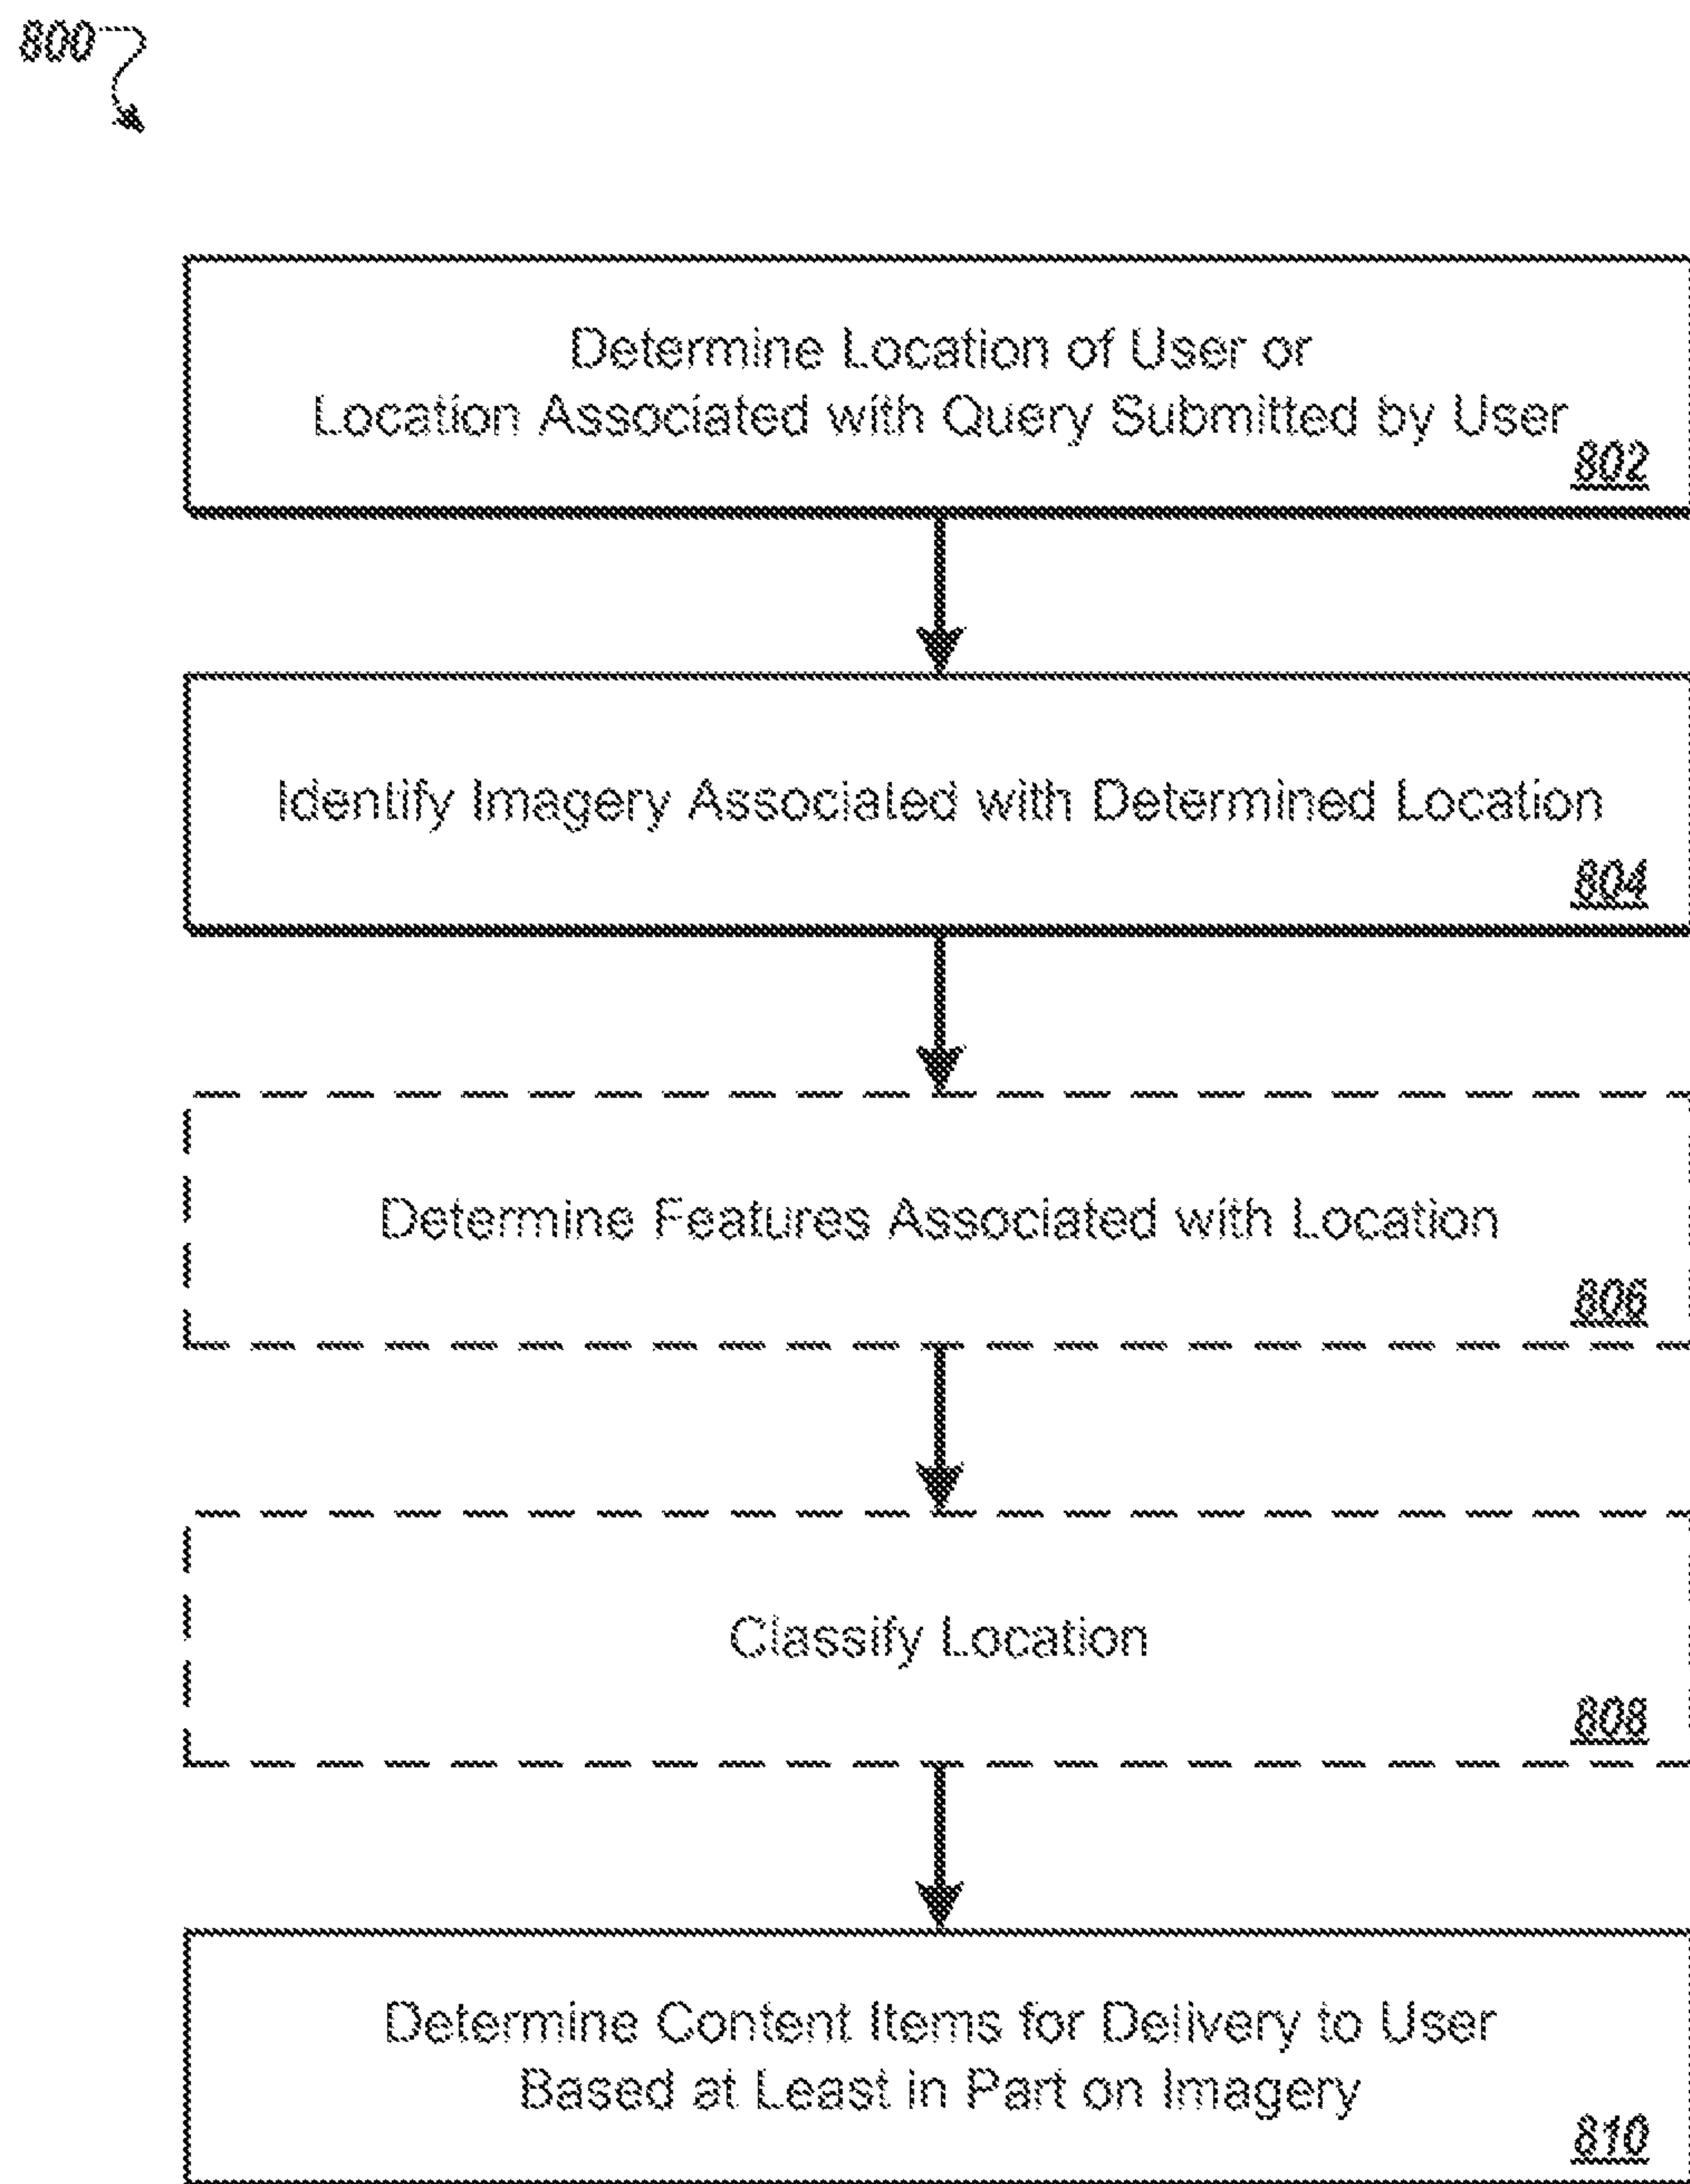 800
Determine Location of User or
Location Associated with Query Submitted by User
802
Identify Imagery Associated with Determined Location
804
Determine Features Associated with Location
806
Classify Location
808
Determine Content Items for Delivery to User
Based at Least in Part on Imagery
810